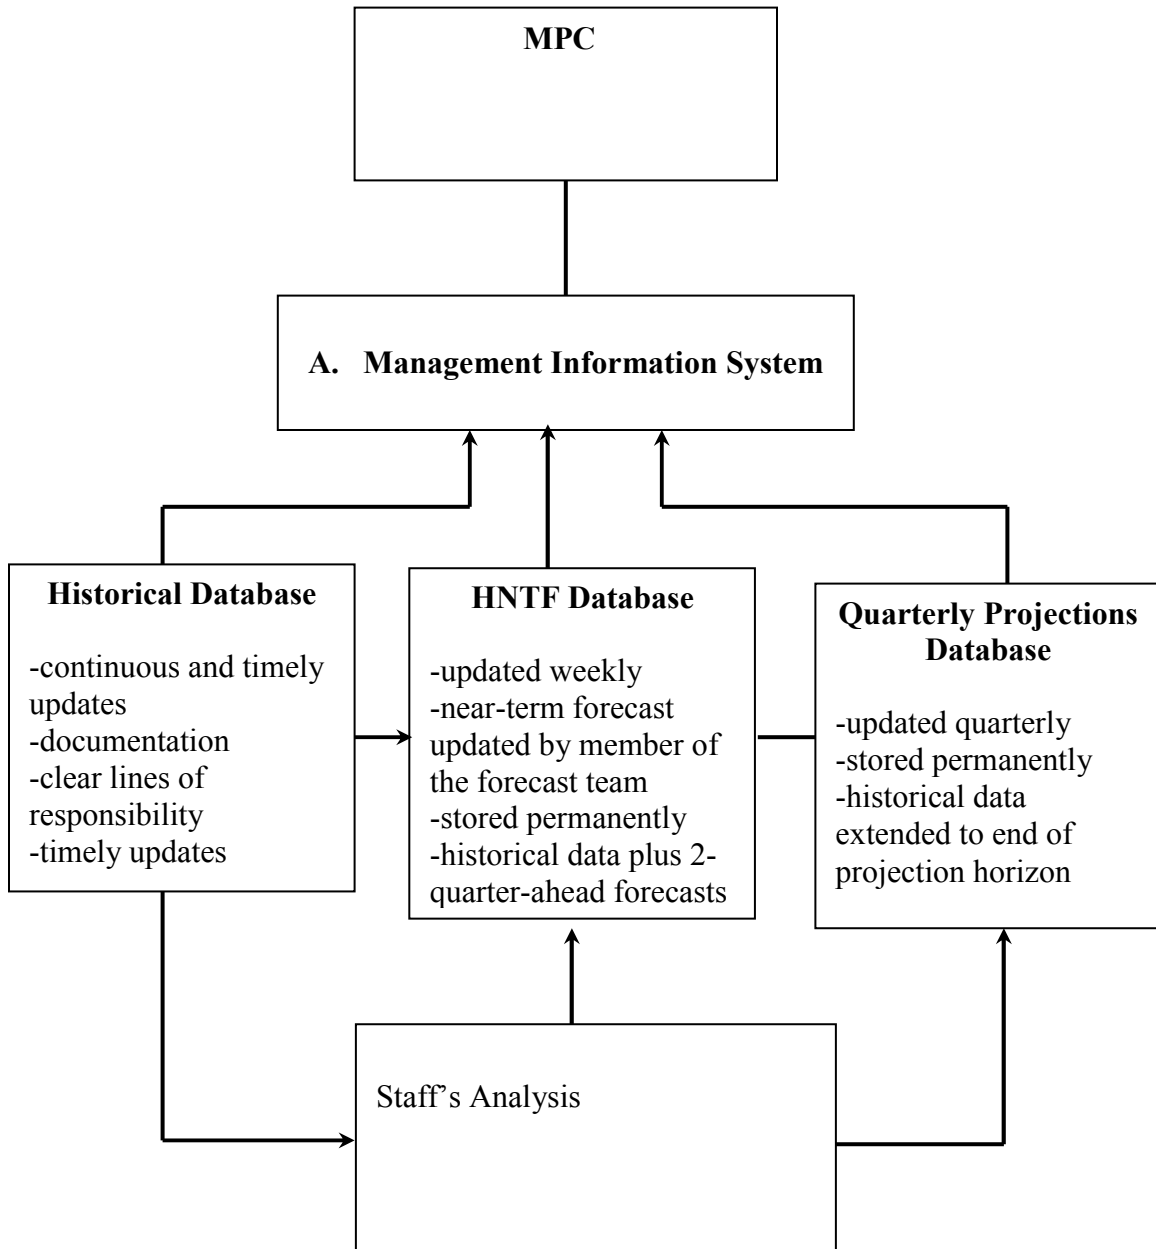 MPC
A. Management Information System
Historical Database
-continuous and timely
updates
-documentation
-clear lines of
responsibility
-timely updates
HNTF Database
-updated weekly
-near-term forecast
updated by member of
the forecast team
-stored permanently
-historical data plus 2-
quarter-ahead forecasts
Quarterly Projections
Database
-updated quarterly
-stored permanently
-historical data
extended to end of
projection horizon
Staff’s Analysis